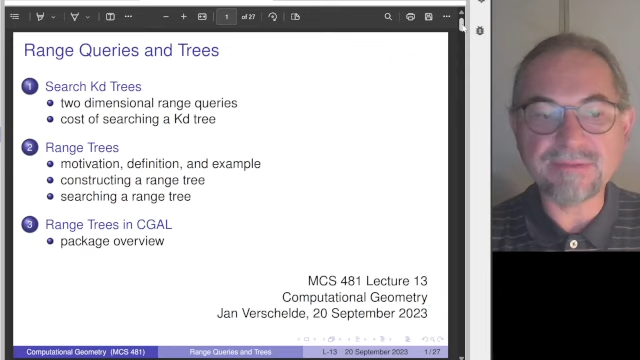 1 of 27
Range Queries and Trees
1 Search Kd Trees
two dimensional range queries
cost of searching a Kd tree
2 Range Trees
motivation, definition, and example
constructing a range tree
searching a range tree
3 Range Trees in CGAL
package overview
MCS 481 Lecture 13
Computational Geometry
Jan Verschelde, 20 September 2023
Computational Geometry (MCS 481) Range Queries and Trees L-13 20 September 2023 1 / 27